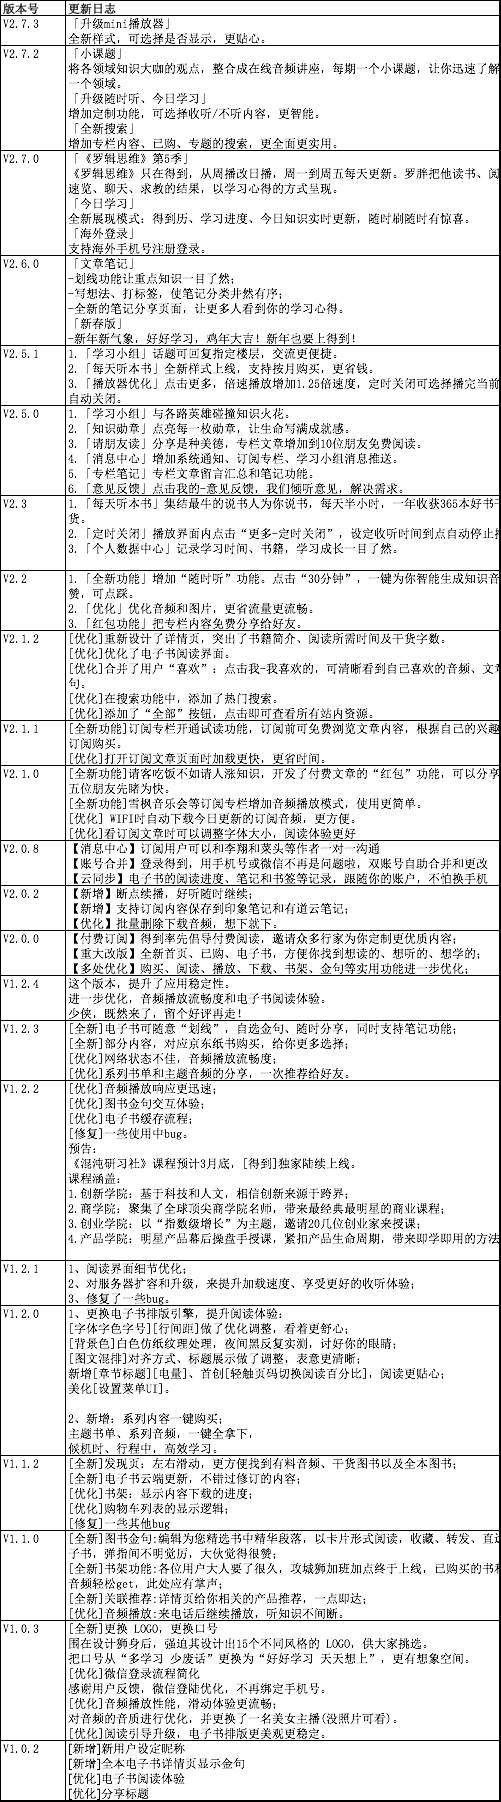 版本号 更新日志
V2.7.3 「升级mini播放器」
全新样式，可选择是否显示，更贴心。
V2.7.2 「小课题」
将各领域知识大咖的观点，整合成在线音频讲座，每期一个小课题，让你迅速了解
一个领域。
「升级随时听、今日学习」
增加定制功能，可选择收听/不听内容，更智能。
「全新搜索」
增加专栏内容、已购、专题的搜索，更全面更实用。
V2.7.0 「《罗辑思维》第5季」
《罗辑思维》只在得到，从周播改日播，周一到周五每天更新。罗胖把他读书、阅
速览、聊天、求教的结果，以学习心得的方式呈现。
「今日学习」
全新展现模式：得到历、学习进度、今日知识实时更新，随时刷随时有惊喜。
「海外登录」
支持海外手机号注册登录。
V2.6.0 「文章笔记」
-划线功能让重点知识一目了然；
-写想法、打标签，使笔记分类井然有序；
-全新的笔记分享页面，让更多人看到你的学习心得。
「新春版」
-新年新气象，好好学习，鸡年大吉！新年也要上得到！
V2.5.1 1.「学习小组」话题可回复指定楼层，交流更便捷。
2.「每天听本书」全新样式上线，支持按月购买，更省钱。
3.「播放器优化」点击更多，倍速播放增加1.25倍速度，定时关闭可选择播完当前
自动关闭。
V2.5.0 1.「学习小组」与各路英雄碰撞知识火花。
2.「知识勋章」点亮每一枚勋章，让生命写满成就感。
3.「请朋友读」分享是种美德，专栏文章增加到10位朋友免费阅读。
4.「消息中心」增加系统通知、订阅专栏、学习小组消息推送。
5.「专栏笔记」专栏文章留言汇总和笔记功能。
6.「意见反馈」点击我的-意见反馈，我们倾听意见，解决需求。
V2.3 1.「每天听本书」集结最牛的说书人为你说书，每天半小时，一年收获365本好书干
货。
2.「定时关闭」播放界面内点击“更多-定时关闭”，设定收听时间到点自动停止播
3.「个人数据中心」记录学习时间、书籍，学习成长一目了然。
V2.2 1.「全新功能」增加“随时听”功能。点击“30分钟”，一键为你智能生成知识音
赞，可点踩。
2.「优化」优化音频和图片，更省流量更流畅。
3.「红包功能」把专栏内容免费分享给好友。
V2.1.2 [优化]重新设计了详情页，突出了书籍简介、阅读所需时间及干货字数。
[优化]优化了电子书阅读界面。
[优化]合并了用户“喜欢”：点击我-我喜欢的，可清晰看到自己喜欢的音频、文章
句。
[优化]在搜索功能中，添加了热门搜索。
[优化]添加了“全部”按钮，点击即可查看所有站内资源。
V2.1.1 [全新功能]订阅专栏开通试读功能，订阅前可免费浏览文章内容，根据自己的兴趣
订阅购买。
[优化]打开订阅文章页面时加载更快，更省时间。
V2.1.0 [全新功能]请客吃饭不如请人涨知识，开发了付费文章的“红包”功能，可以分享
五位朋友先睹为快。
[全新功能]雪枫音乐会等订阅专栏增加音频播放模式，使用更简单。
[优化] WIFI时自动下载今日更新的订阅音频，更方便。
[优化]看订阅文章时可以调整字体大小，阅读体验更好
V2.0.8 【消息中心】订阅用户可以和李翔和菜头等作者一对一沟通
【账号合并】登录得到，用手机号或微信不再是问题啦，双账号自助合并和更改
【云同步】电子书的阅读进度、笔记和书签等记录，跟随你的账户，不怕换手机
V2.0.2 【新增】断点续播，好听随时继续；
【新增】支持订阅内容保存到印象笔记和有道云笔记；
【优化】批量删除下载音频，想下就下。
V2.0.0 【付费订阅】得到率先倡导付费阅读，邀请众多行家为你定制更优质内容；
【重大改版】全新首页、已购、电子书，方便你找到想读的、想听的、想学的；
【多处优化】购买、阅读、播放、下载、书架、金句等实用功能进一步优化；
V1.2.4 这个版本，提升了应用稳定性。
进一步优化，音频播放流畅度和电子书阅读体验。
少侠，既然来了，留个好评再走！
V1.2.3 [全新]电子书可随意“划线”，自选金句、随时分享，同时支持笔记功能；
[全新]部分内容，对应京东纸书购买，给你更多选择；
[优化]网络状态不佳，音频播放流畅度；
[优化]系列书单和主题音频的分享，一次推荐给好友。
V1.2.2 [优化]音频播放响应更迅速；
[优化]图书金句交互体验；
[优化]电子书缓存流程；
[修复]一些使用中bug。
预告：
《混沌研习社》课程预计3月底，[得到]独家陆续上线。
课程涵盖：
1.创新学院：基于科技和人文，相信创新来源于跨界；
2.商学院：聚集了全球顶尖商学院名师，带来最经典最明星的商业课程；
3.创业学院：以“指数级增长”为主题，邀请20几位创业家来授课；
4.产品学院：明星产品幕后操盘手授课，紧扣产品生命周期，带来即学即用的方法
V1.2.1 1、阅读界面细节优化；
2、对服务器扩容和升级，来提升加载速度、享受更好的收听体验；
3、修复了一些bug。
V1.2.0 1、更换电子书排版引擎，提升阅读体验；
[字体字色字号][行间距]做了优化调整，看着更舒心；
[背景色]白色仿纸纹理处理，夜间黑反复实测，讨好你的眼睛；
[图文混排]对齐方式、标题展示做了调整，表意更清晰；
新增[章节标题][电量]、首创[轻触页码切换阅读百分比]，阅读更贴心；
美化[设置菜单UI]。
2、新增：系列内容一键购买；
主题书单、系列音频，一键全拿下，
候机时、行程中，高效学习。
V1.1.2 [全新]发现页：左右滑动，更方便找到有料音频、干货图书以及全本图书；
[全新]电子书云端更新，不错过修订的内容；
[优化]书架：显示内容下载的进度；
[优化]购物车列表的显示逻辑；
[修复]一些其他bug
V1.1.0 [全新]图书金句:编辑为您精选书中精华段落，以卡片形式阅读，收藏、转发、直达
子书，弹指间不明觉厉，大伙觉得很赞；
[全新]书架功能:各位用户大人要了很久，攻城狮加班加点终于上线，已购买的书和
音频轻松get，此处应有掌声；
[全新]关联推荐:详情页给你相关的产品推荐，一点即达；
[优化]音频播放:来电话后继续播放，听知识不间断。
V1.0.3 [全新]更换 LOGO，更换口号
围在设计狮身后，强迫其设计出15个不同风格的 LOGO，供大家挑选。
把口号从“多学习 少废话”更换为“好好学习 天天想上”，更有想象空间。
[优化]微信登录流程简化
感谢用户反馈，微信登陆优化，不再绑定手机号。
[优化]音频播放性能，滑动体验更流畅；
对音频的音质进行优化，并更换了一名美女主播(没照片可看)。
[优化]阅读引导升级，电子书排版更美观更稳定。
V1.0.2 [新增]新用户设定昵称
[新增]全本电子书详情页显示金句
[优化]电子书阅读体验
[优化]分享标题